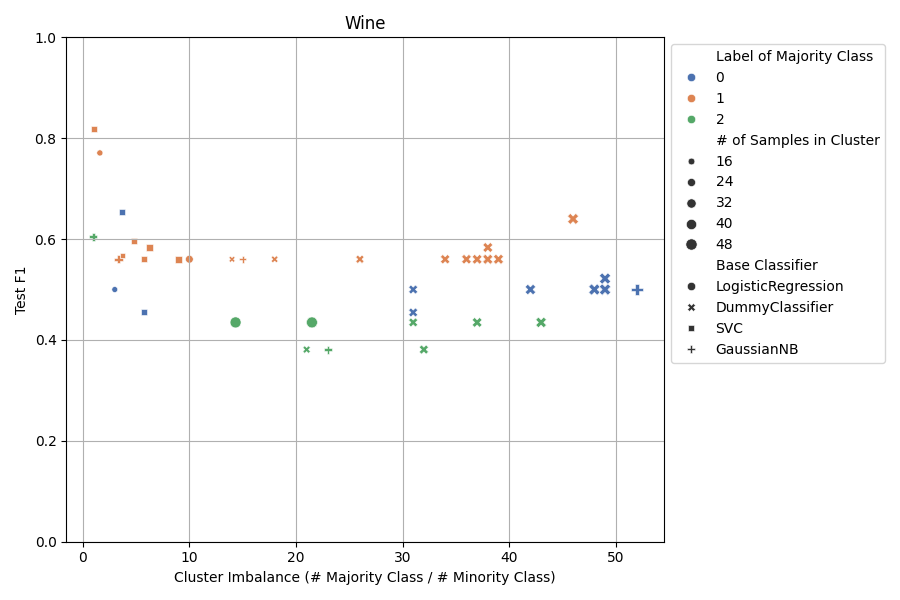 Wine
Test F1
1.0
0.8
0.6
0.4
0.2
0.0
0 10 20 30 40 50
Cluster Imbalance (# Majority Class / # Minority Class)
Label of Majority Class
0
1
2
# of Samples in Cluster
16
24
32
40
48
Base Classifier
LogisticRegression
DummyClassifier
SVC
GaussianNB